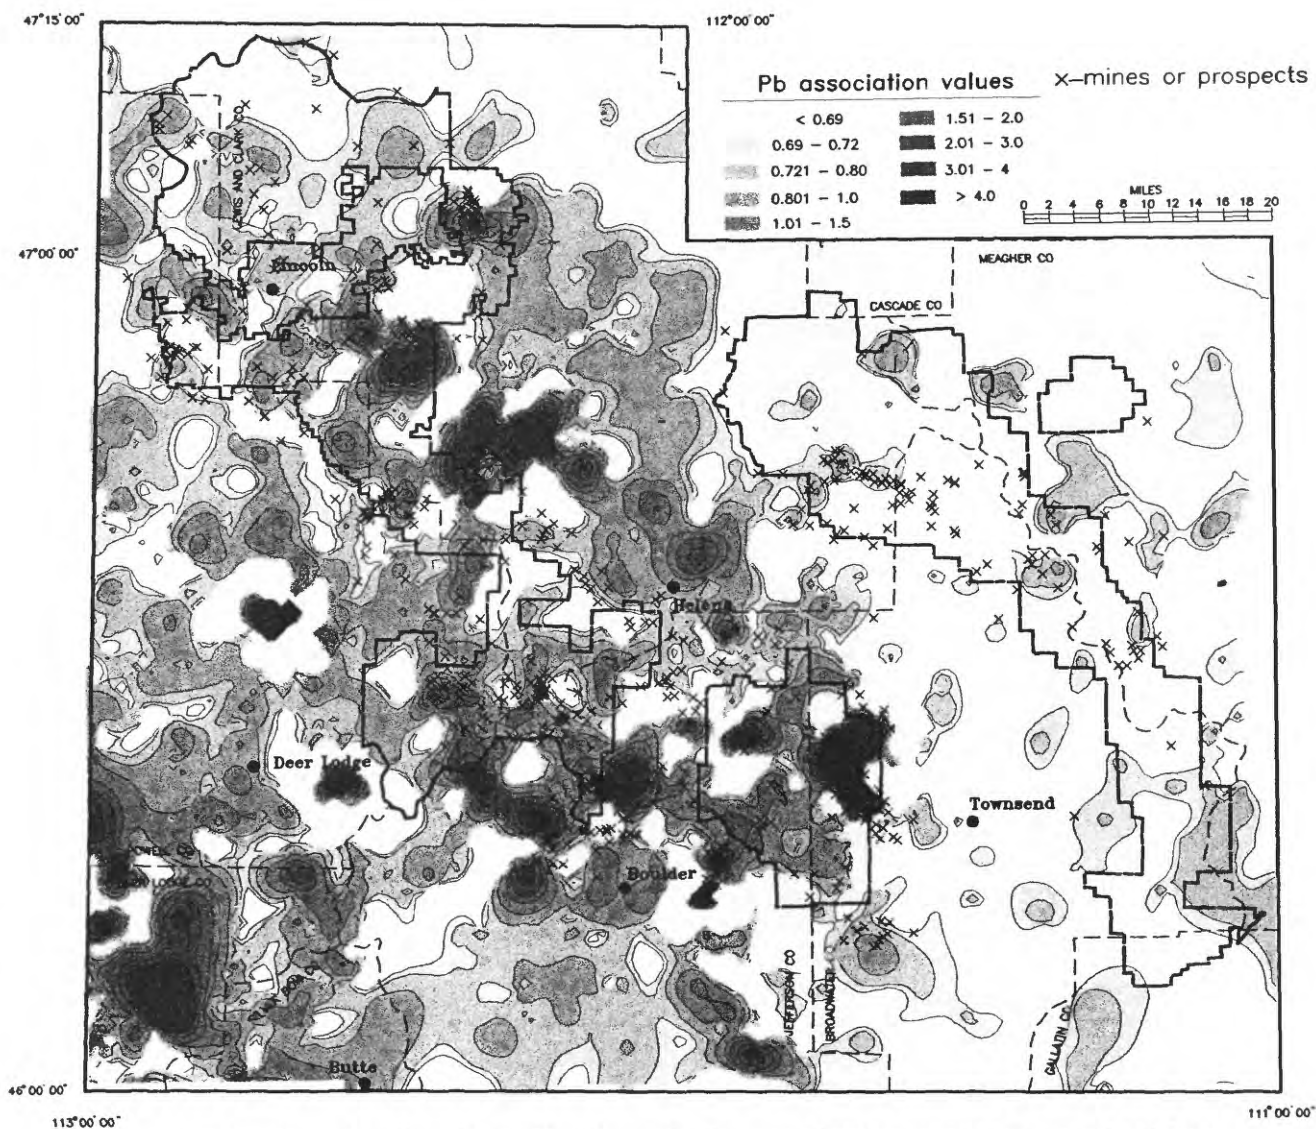 47°15'00"
112°00'00"
Pb association values
×—mines or prospects
< 0.69
1.51 – 2.0
0.69 – 0.72
2.01 – 3.0
0.721 – 0.80
3.01 – 4
0.801 – 1.0
> 4.0
1.01 – 1.5
MILES
0 2 4 6 8 10 12 14 16 18 20
LEWIS AND CLARK CO
47°00'00"
MEAGHER CO
Lincoln
CASCADE CO
Helena
Deer Lodge
Townsend
POWELL CO
DEER LODGE CO
Boulder
JEFFERSON CO
BROADWATER
GALLATIN CO
Butte
46°00'00"
113°00'00"
111°00'00"